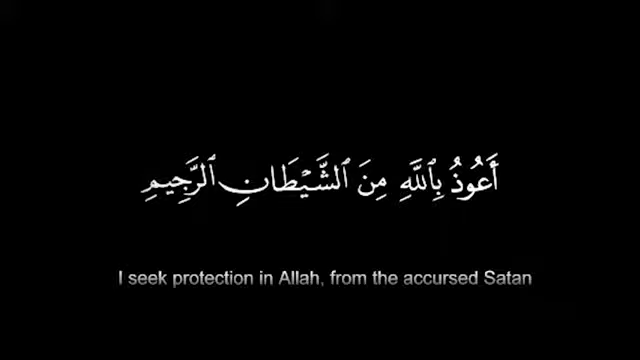 أَعُوذُ بِٱللَّهِ مِنَ ٱلشَّيْطَانِ ٱلرَّجِيمِ
I seek protection in Allah, from the accursed Satan